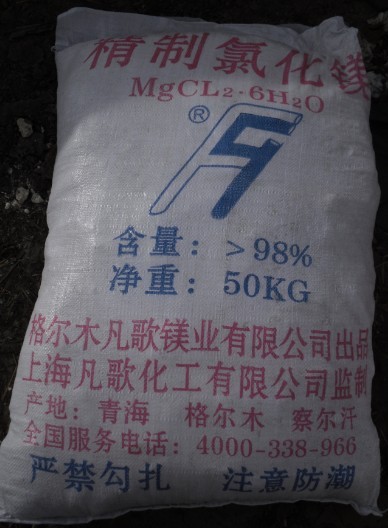 精制氯化镁
MgCL2·6H2O
®
含量：>98%
净重：50KG
格尔木凡歌镁业有限公司出品
上海凡歌化工有限公司监制
产地：青海 格尔木 察尔汗
全国服务电话：4000-338-966
严禁勾扎 注意防潮